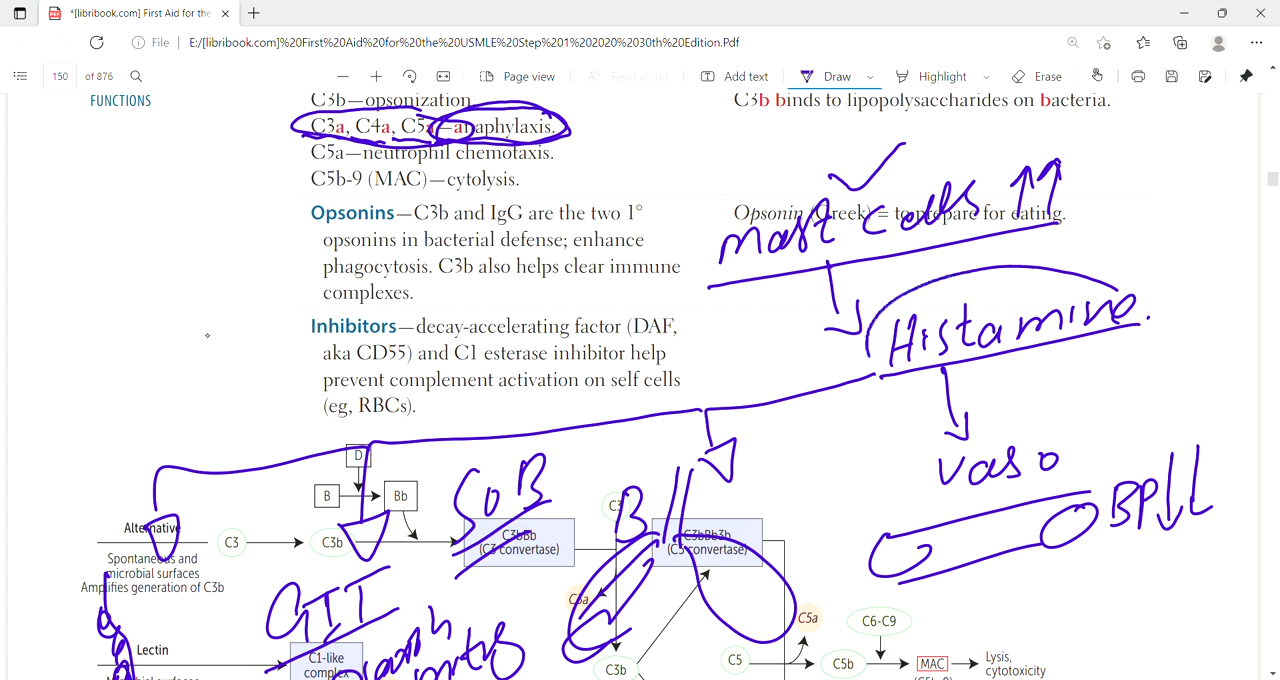 *[libribook.com] First Aid for the
File E:/[libribook.com]%20First%20Aid%20for%20the%20USMLE%20Step%201%202020%2030th%20Edition.Pdf
150 of 876 Page view Read aloud Add text Draw Highlight Erase
FUNCTIONS
C3b—opsonization.
C3a, C4a, C5a—anaphylaxis.
C5a—neutrophil chemotaxis.
C5b-9 (MAC)—cytolysis.
C3b binds to lipopolysaccharides on bacteria.
Opsonins—C3b and IgG are the two 1°
opsonins in bacterial defense; enhance
phagocytosis. C3b also helps clear immune
complexes.
Opsonin (Greek) = to prepare for eating.
mast cells ↑↑
Histamine.
Inhibitors—decay-accelerating factor (DAF,
aka CD55) and C1 esterase inhibitor help
prevent complement activation on self cells
(eg, RBCs).
vaso
BP↓↓
SOB
D
B
Bb
Alternative
Spontaneous and
microbial surfaces
Amplifies generation of C3b
C3
C3b
C3bBb
(C3 convertase)
C3
B
C3bBb3b
(C5 convertase)
C3a
GIT
Lectin
C1-like
complex
C3b
C5
C5a
C5b
C6-C9
MAC
Lysis,
cytotoxicity